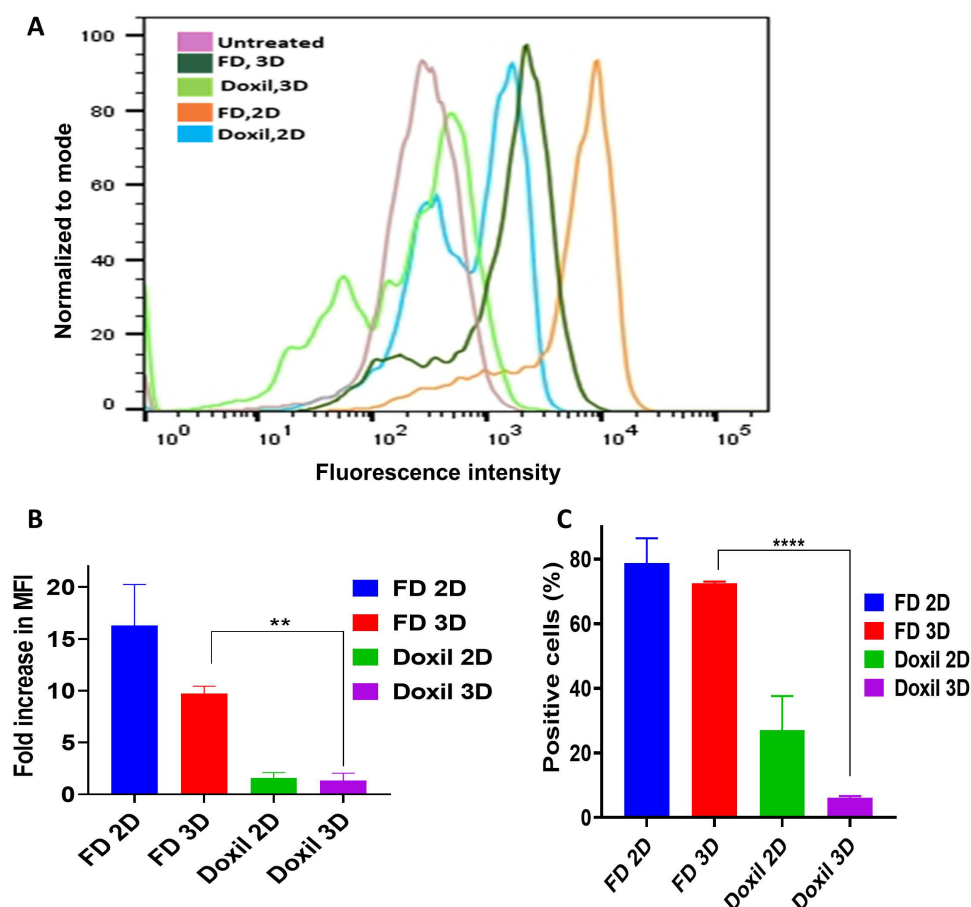 A
Normalized to mode
100
80
60
40
20
0
Untreated
FD, 3D
Doxil,3D
FD,2D
Doxil,2D
10^0 10^1 10^2 10^3 10^4 10^5
Fluorescence intensity
B
Fold increase in MFI
20
15
10
5
0
**
FD 2D
FD 3D
Doxil 2D
Doxil 3D
FD 2D FD 3D Doxil 2D Doxil 3D
C
Positive cells (%)
80
60
40
20
0
****
FD 2D
FD 3D
Doxil 2D
Doxil 3D
FD 2D FD 3D Doxil 2D Doxil 3D